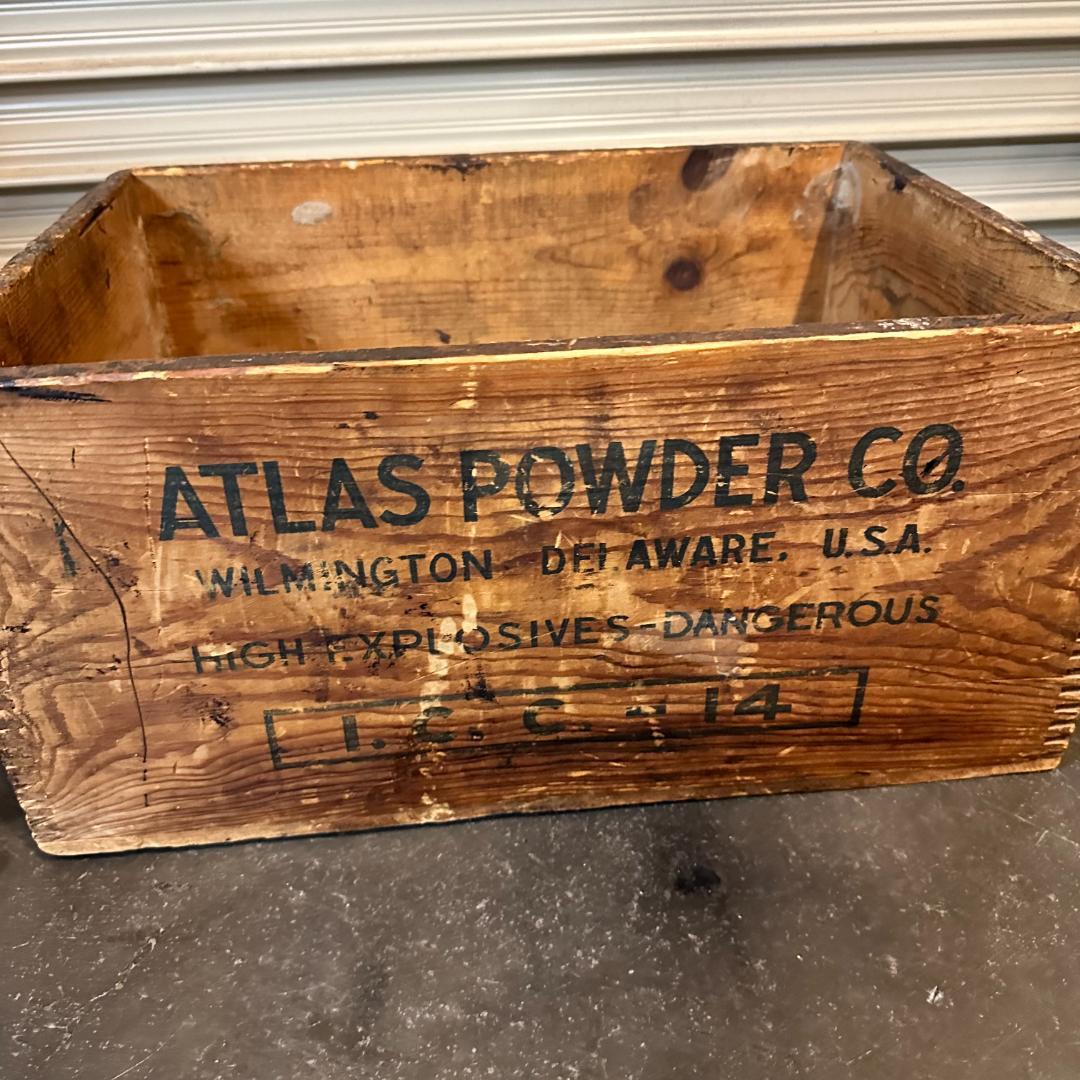 ATLAS POWDER CO.
WILMINGTON DELAWARE. U.S.A.
HIGH EXPLOSIVES-DANGEROUS
I. C. C. - 14